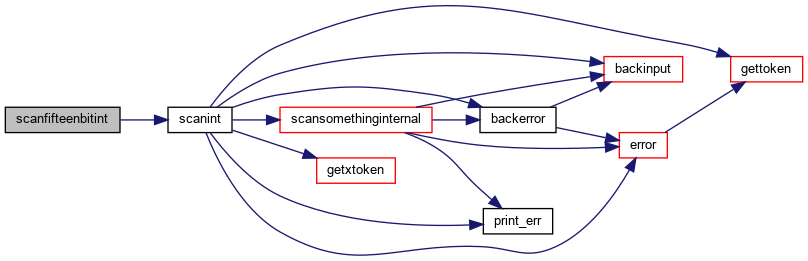 scanfifteenbitint
scanint
scansomethinginternal
getxtoken
backerror
print_err
backinput
error
gettoken